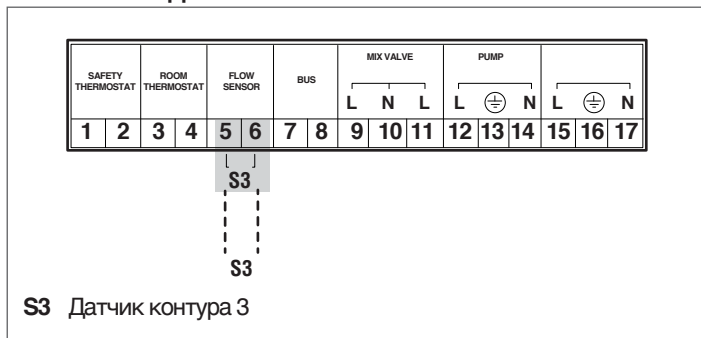 SAFETY THERMOSTAT ROOM THERMOSTAT FLOW SENSOR BUS MIX VALVE PUMP
L N L L N L N
1 2 3 4 5 6 7 8 9 10 11 12 13 14 15 16 17
S3
S3
S3 Датчик контура 3